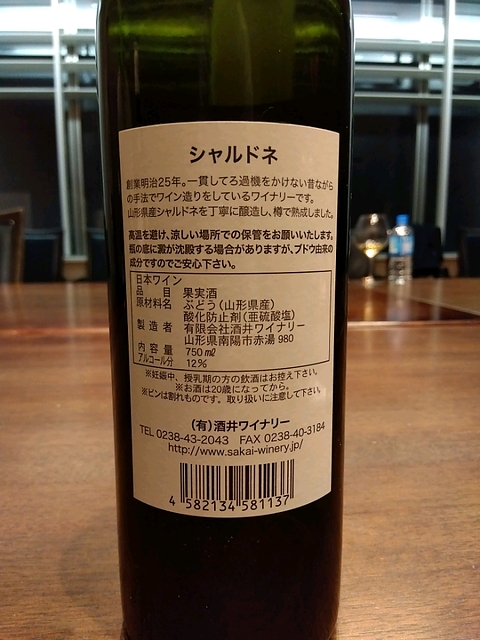 シャルドネ
創業明治25年。一貫してろ過機をかけない昔ながら
の手法でワイン造りをしているワイナリーです。
山形県産シャルドネを丁寧に醸造し、樽で熟成しました。
高温を避け、涼しい場所での保管をお願いいたします。
瓶の底に澱が沈殿する場合がありますが、ブドウ由来の
成分ですのでご安心下さい。
日本ワイン
品 目 果実酒
原材料名 ぶどう(山形県産)
酸化防止剤(亜硫酸塩)
製造者 有限会社酒井ワイナリー
山形県南陽市赤湯980
内容量 750㎖
アルコール分 12%
※妊娠中、授乳期の方の飲酒はお控え下さい。
※お酒は20歳になってから。
※ビンは割れものです。取り扱いに注意して下さい。
(有)酒井ワイナリー
TEL 0238-43-2043 FAX 0238-40-3184
http://www.sakai-winery.jp/
4 582134 581137